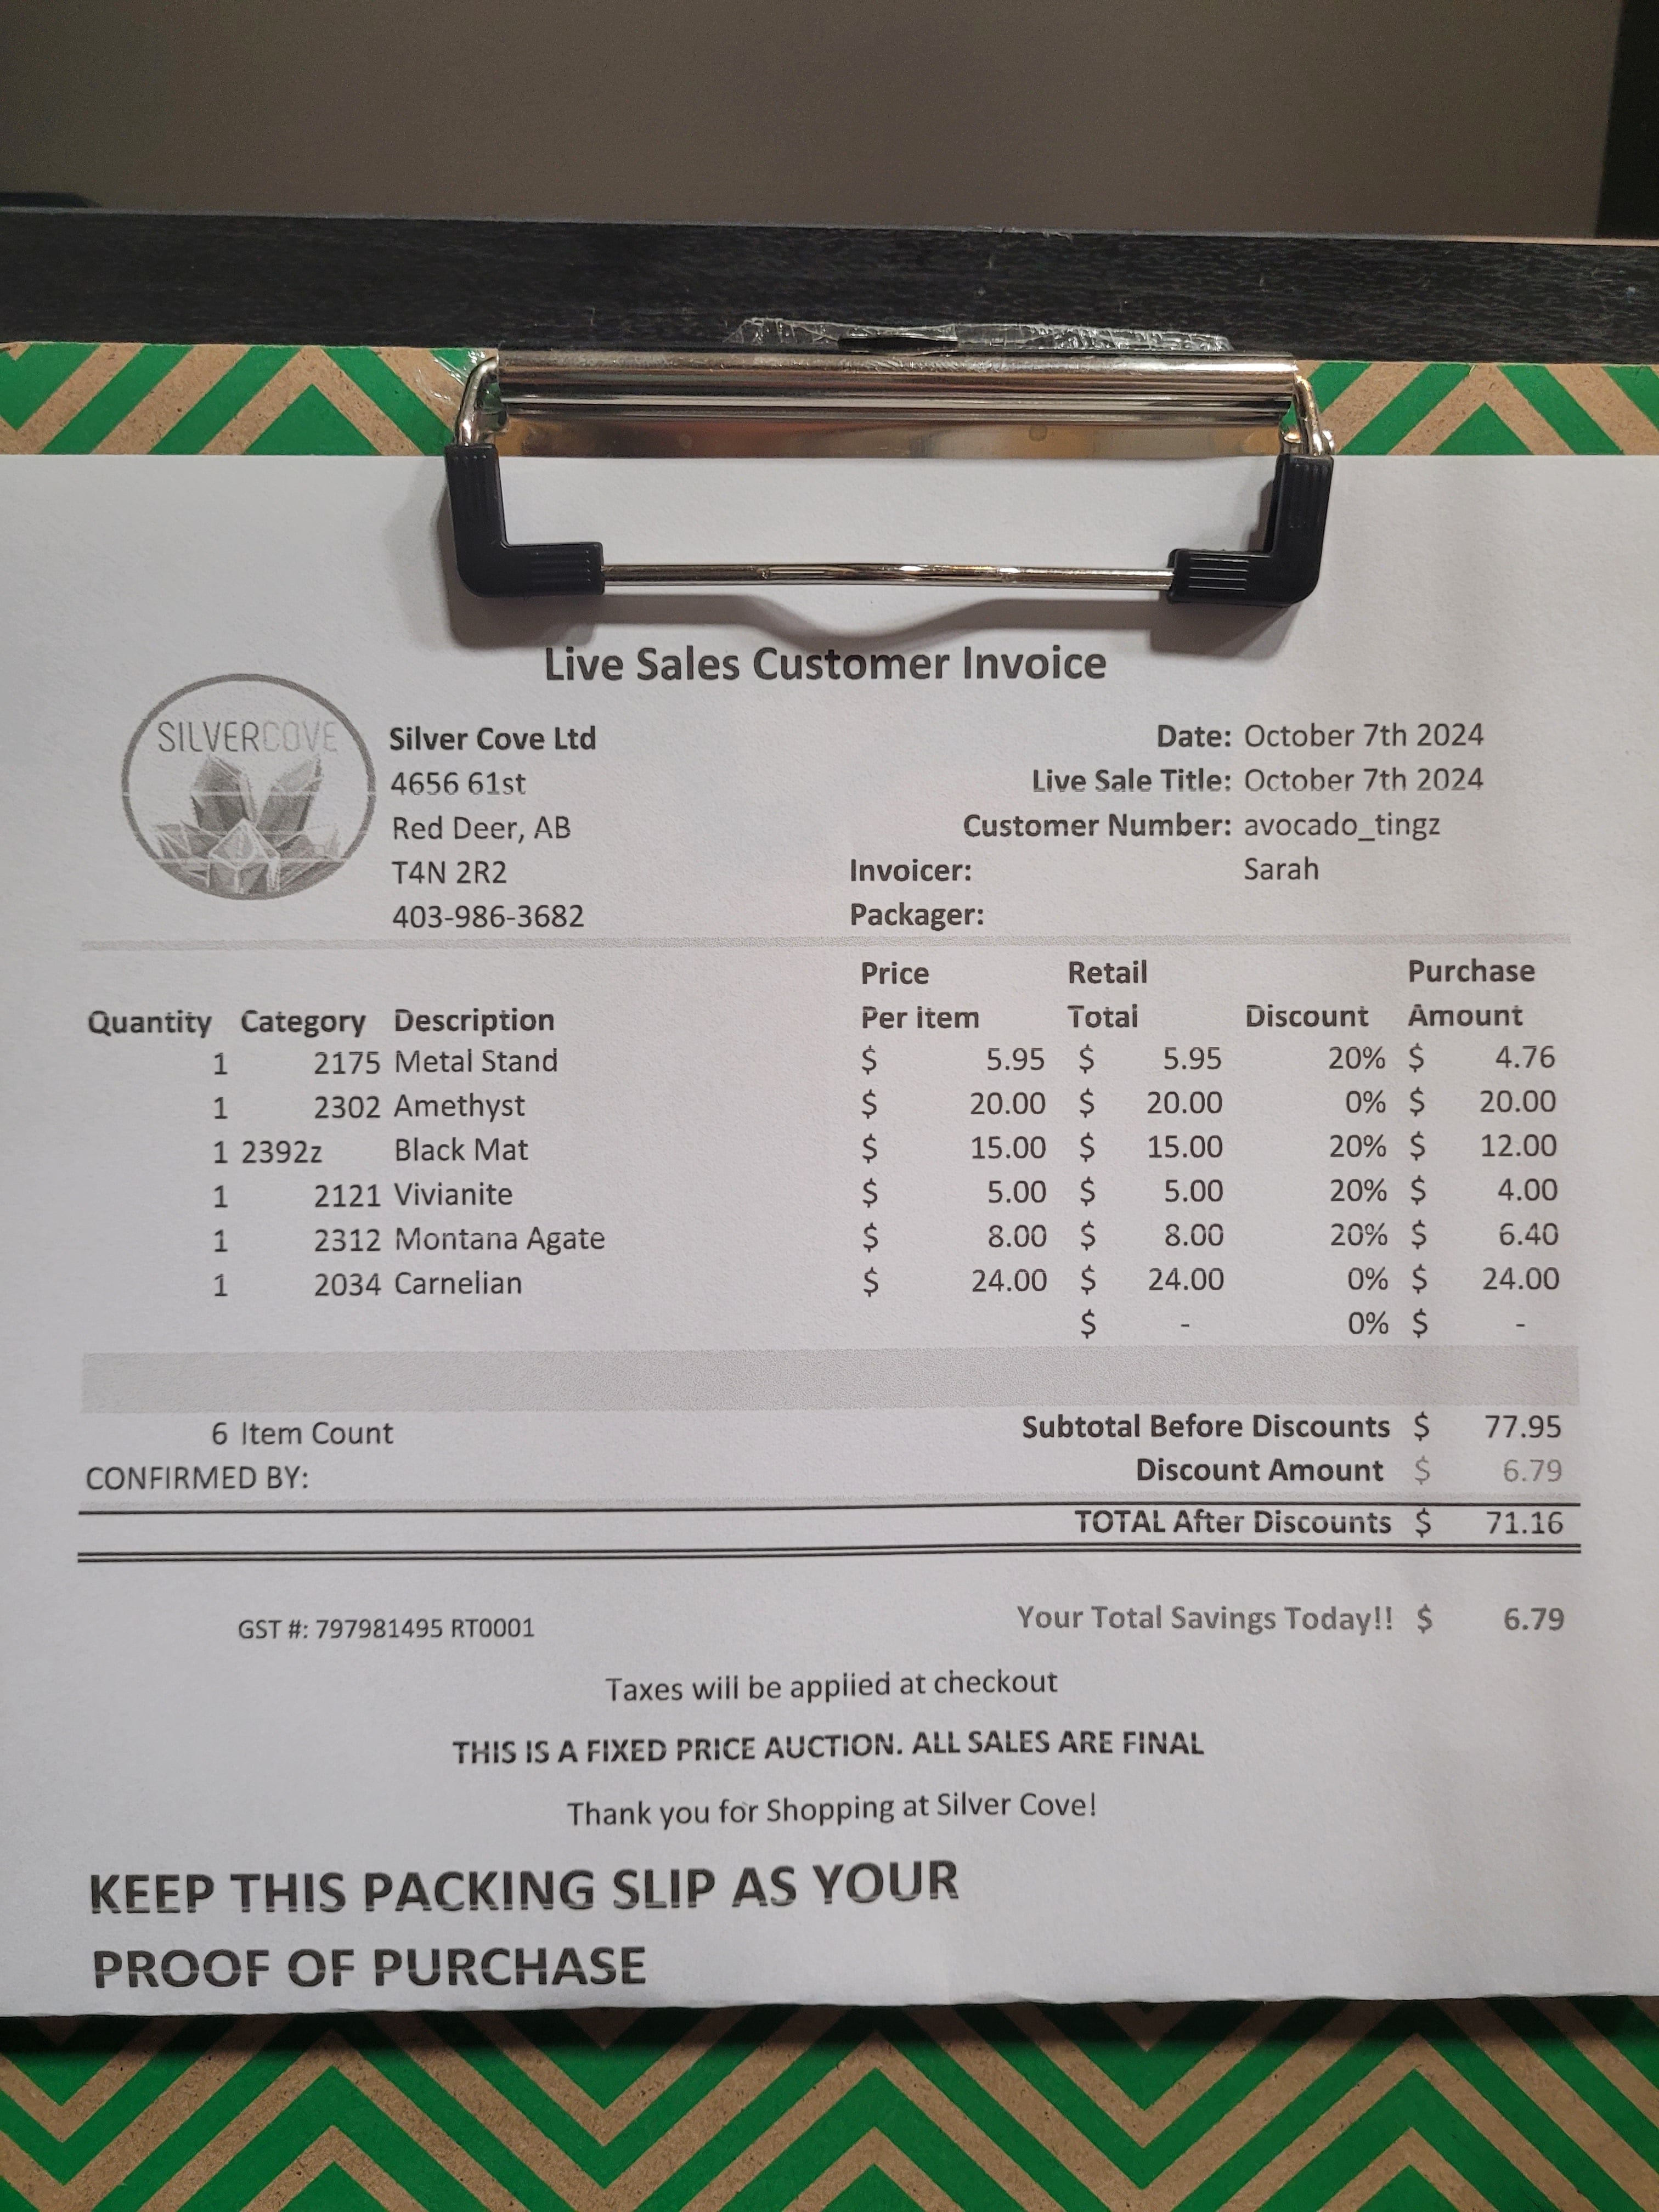 Live Sales Customer Invoice
SILVERCOVE
Silver Cove Ltd
4656 61st
Red Deer, AB
T4N 2R2
403-986-3682
Date: October 7th 2024
Live Sale Title: October 7th 2024
Customer Number: avocado_tingz
Invoicer: Sarah
Packager:
Quantity Category Description Price Per item Retail Total Discount Purchase Amount
1 2175 Metal Stand $ 5.95 $ 5.95 20% $ 4.76
1 2302 Amethyst $ 20.00 $ 20.00 0% $ 20.00
1 2392z Black Mat $ 15.00 $ 15.00 20% $ 12.00
1 2121 Vivianite $ 5.00 $ 5.00 20% $ 4.00
1 2312 Montana Agate $ 8.00 $ 8.00 20% $ 6.40
1 2034 Carnelian $ 24.00 $ 24.00 0% $ 24.00
$ - 0% $ -
6 Item Count Subtotal Before Discounts $ 77.95
CONFIRMED BY: Discount Amount $ 6.79
TOTAL After Discounts $ 71.16
GST #: 797981495 RT0001 Your Total Savings Today!! $ 6.79
Taxes will be applied at checkout
THIS IS A FIXED PRICE AUCTION. ALL SALES ARE FINAL
Thank you for Shopping at Silver Cove!
KEEP THIS PACKING SLIP AS YOUR
PROOF OF PURCHASE